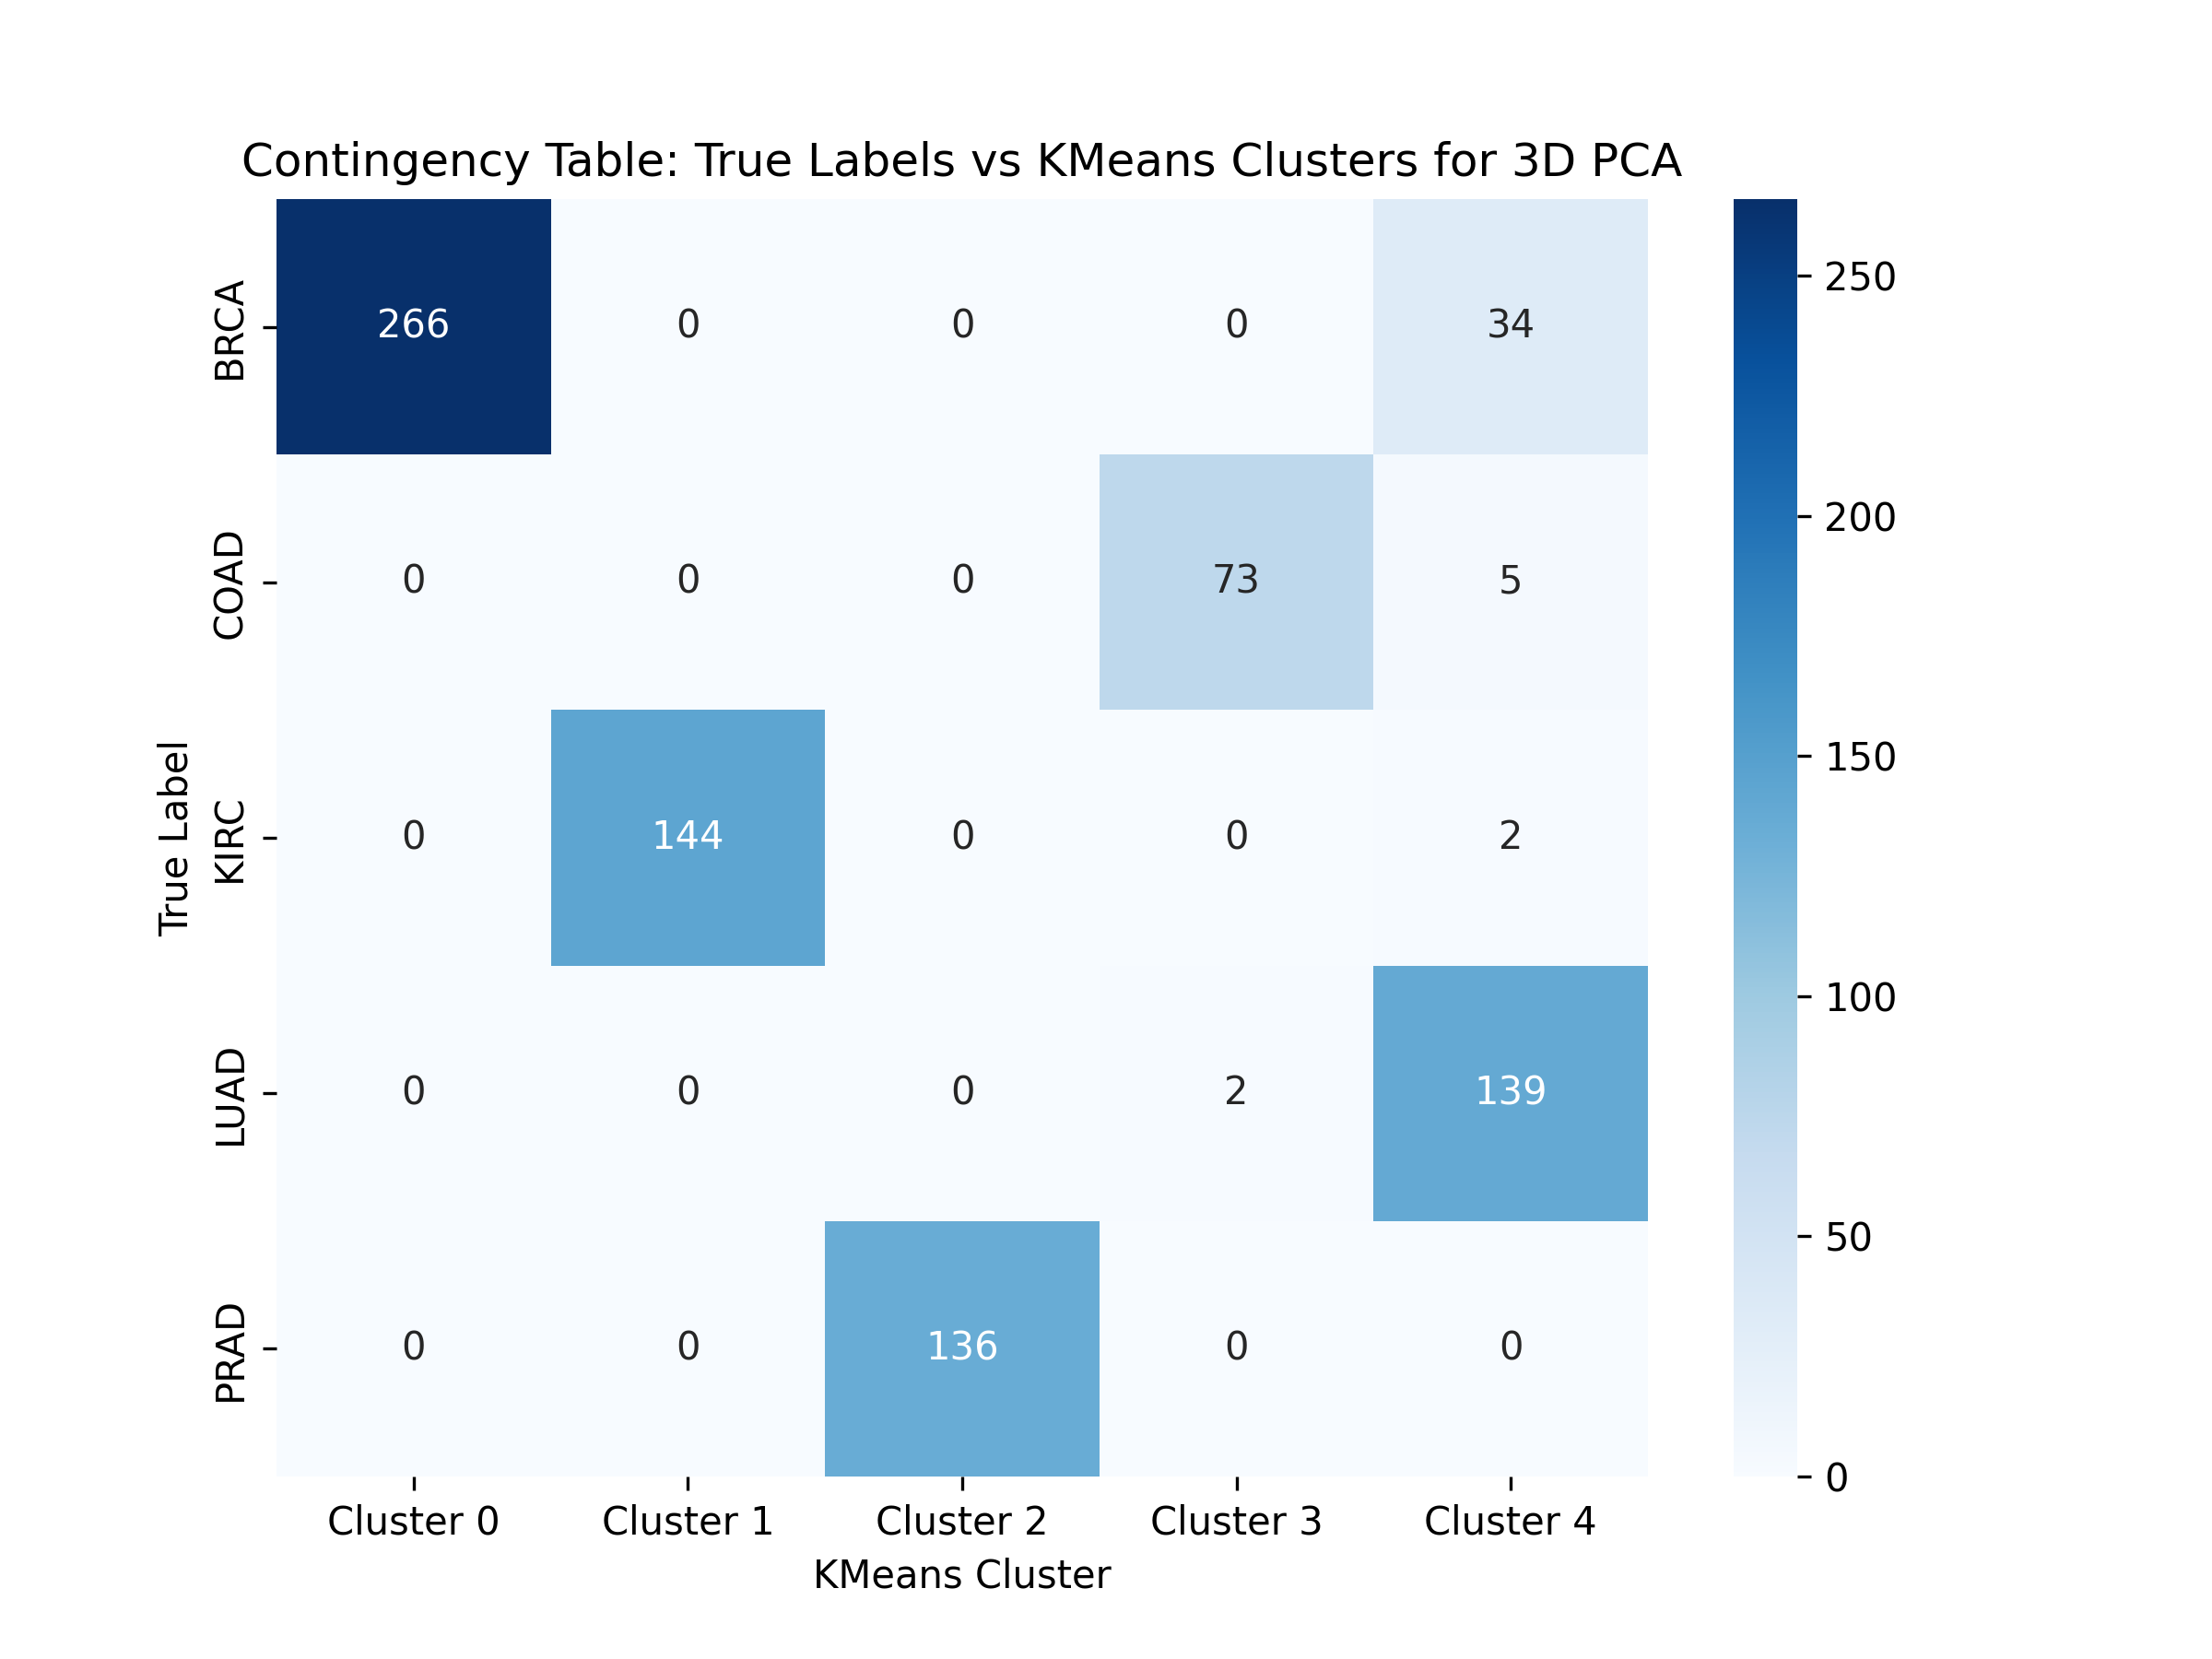 Contingency Table: True Labels vs KMeans Clusters for 3D PCA
True Label
BRCA 266 0 0 0 34
COAD 0 0 0 73 5
KIRC 0 144 0 0 2
LUAD 0 0 0 2 139
PRAD 0 0 136 0 0
Cluster 0 Cluster 1 Cluster 2 Cluster 3 Cluster 4
KMeans Cluster
250
200
150
100
50
0